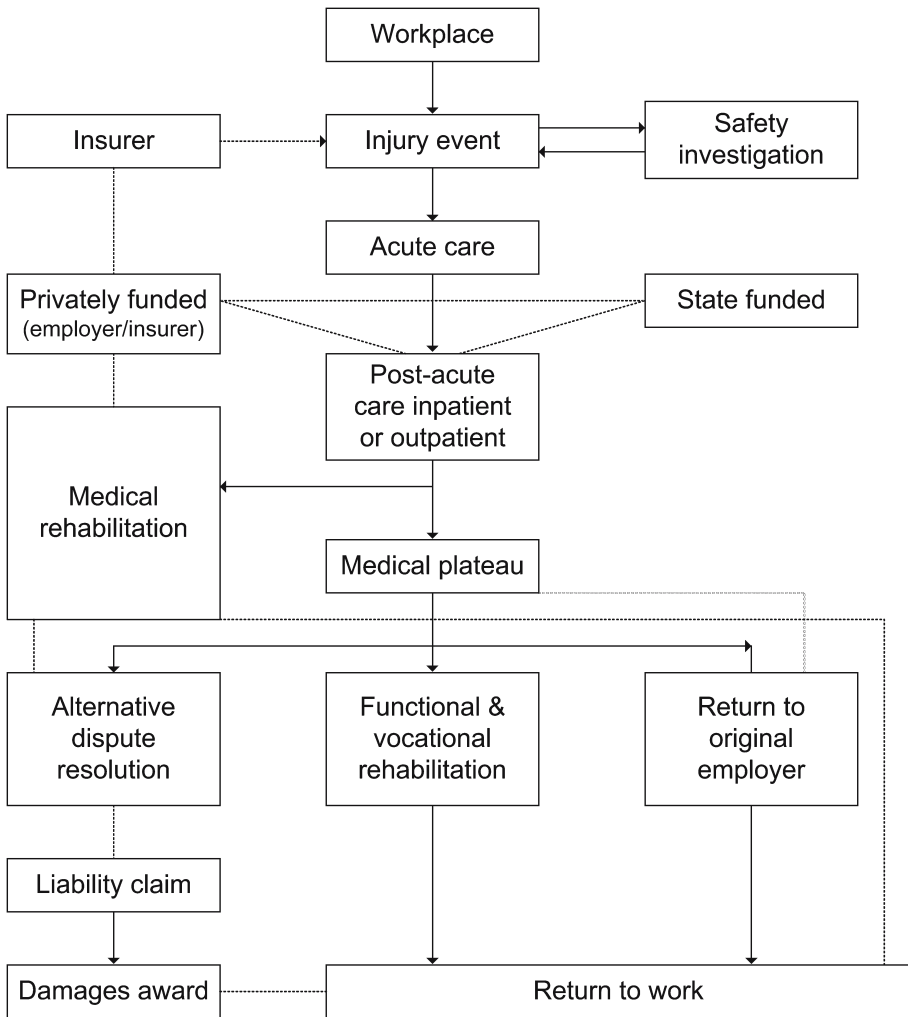 Workplace
Insurer
Injury event
Safety
investigation
Acute care
Privately funded
(employer/insurer)
State funded
Post-acute
care inpatient
or outpatient
Medical
rehabilitation
Medical plateau
Alternative
dispute
resolution
Functional &
vocational
rehabilitation
Return to
original
employer
Liability claim
Damages award
Return to work